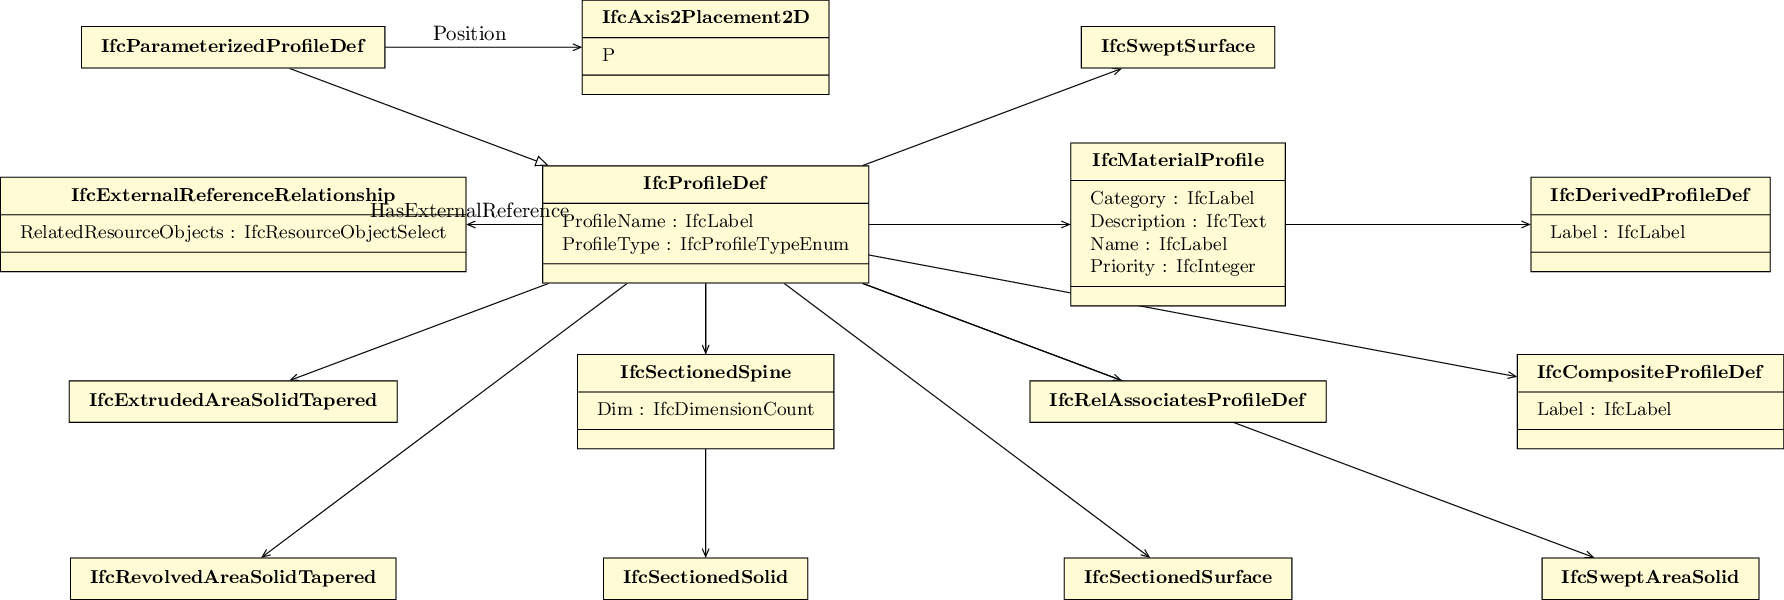 IfcAxis2Placement2D
P
IfcParameterizedProfileDef
Position
IfcSweptSurface
IfcExternalReferenceRelationship
RelatedResourceObjects : IfcResourceObjectSelect
HasExternalReference
IfcProfileDef
ProfileName : IfcLabel
ProfileType : IfcProfileTypeEnum
IfcMaterialProfile
Category : IfcLabel
Description : IfcText
Name : IfcLabel
Priority : IfcInteger
IfcDerivedProfileDef
Label : IfcLabel
IfcExtrudedAreaSolidTapered
IfcSectionedSpine
Dim : IfcDimensionCount
IfcRelAssociatesProfileDef
IfcCompositeProfileDef
Label : IfcLabel
IfcRevolvedAreaSolidTapered
IfcSectionedSolid
IfcSectionedSurface
IfcSweptAreaSolid